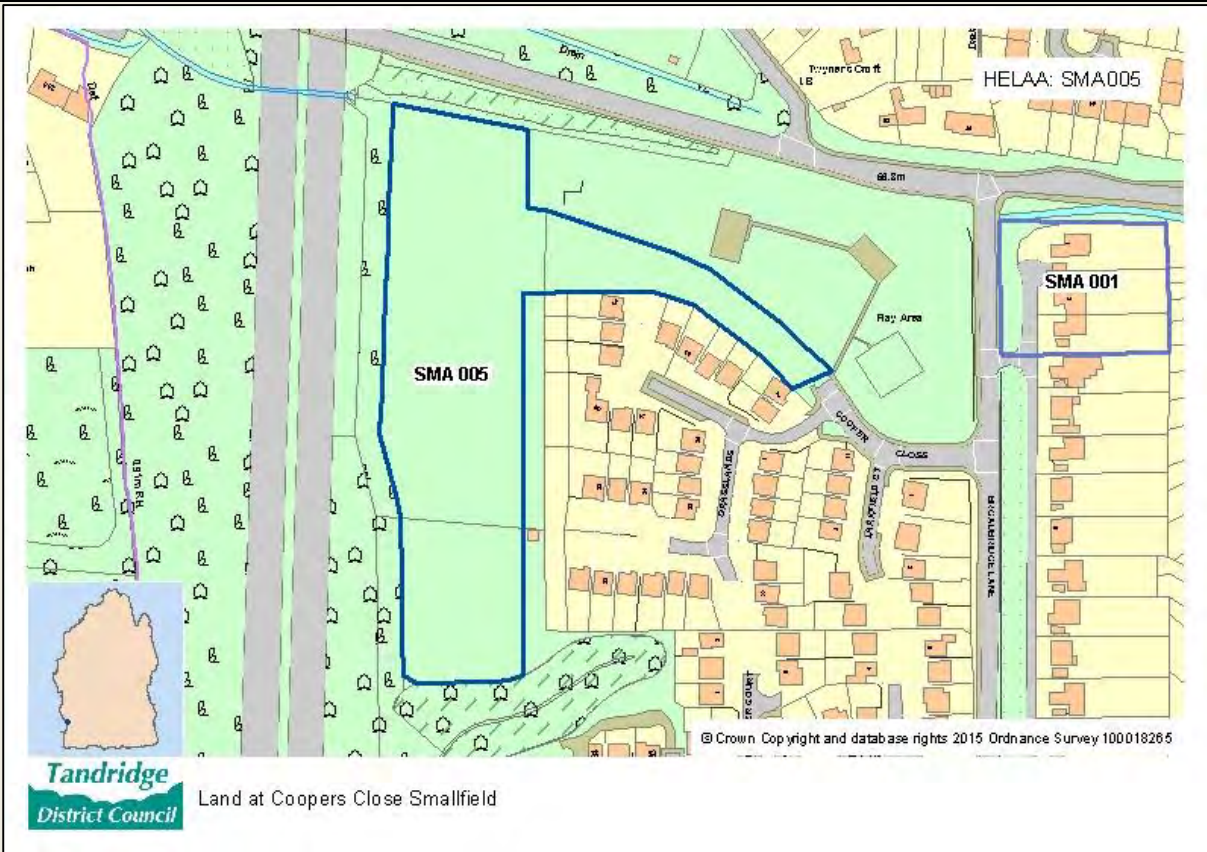 HELAA: SMA005
Def
Drain
68.8m
SMA 001
SMA 005
Play Area
COOPER
CLOSE
GRASSLANDS
LARKFIELD CT
BROADBRIDGE LANE
© Crown Copyright and database rights 2015 Ordnance Survey 100018265
Tandridge
District Council
Land at Coopers Close Smallfield